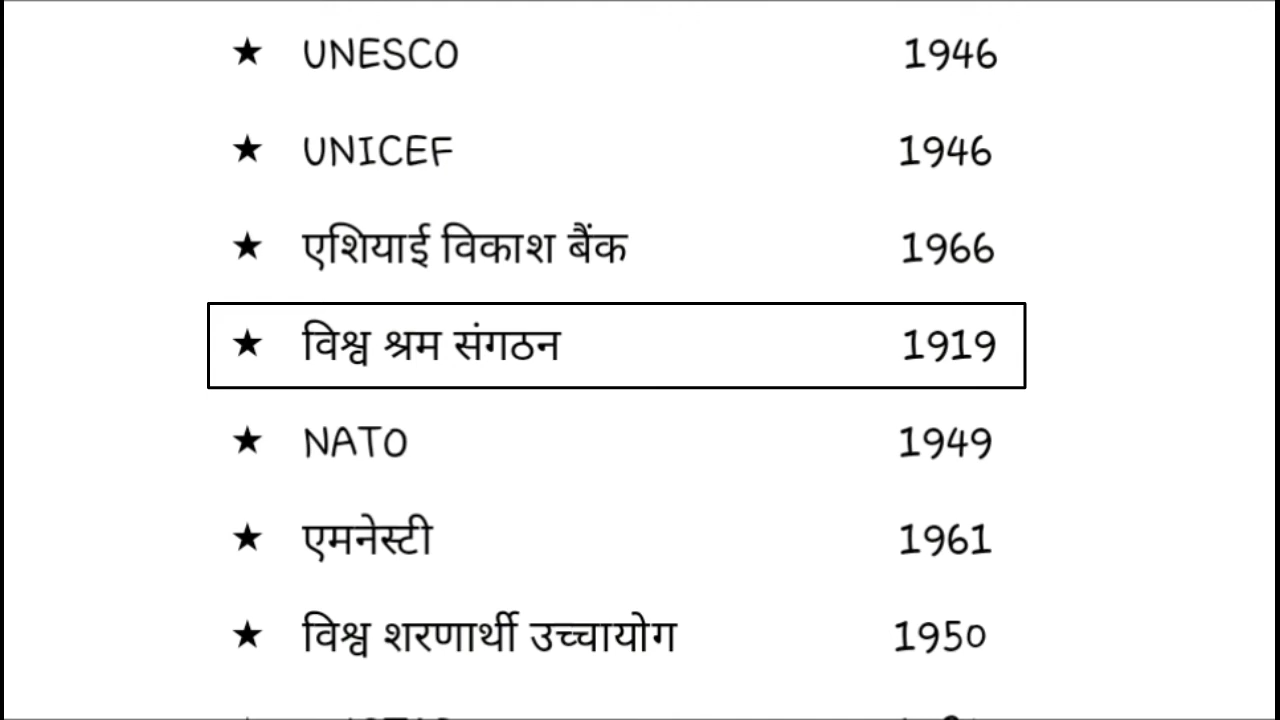 ★ UNESCO 1946
★ UNICEF 1946
★ एशियाई विकाश बैंक 1966
★ विश्व श्रम संगठन 1919
★ NATO 1949
★ एमनेस्टी 1961
★ विश्व शरणार्थी उच्चायोग 1950